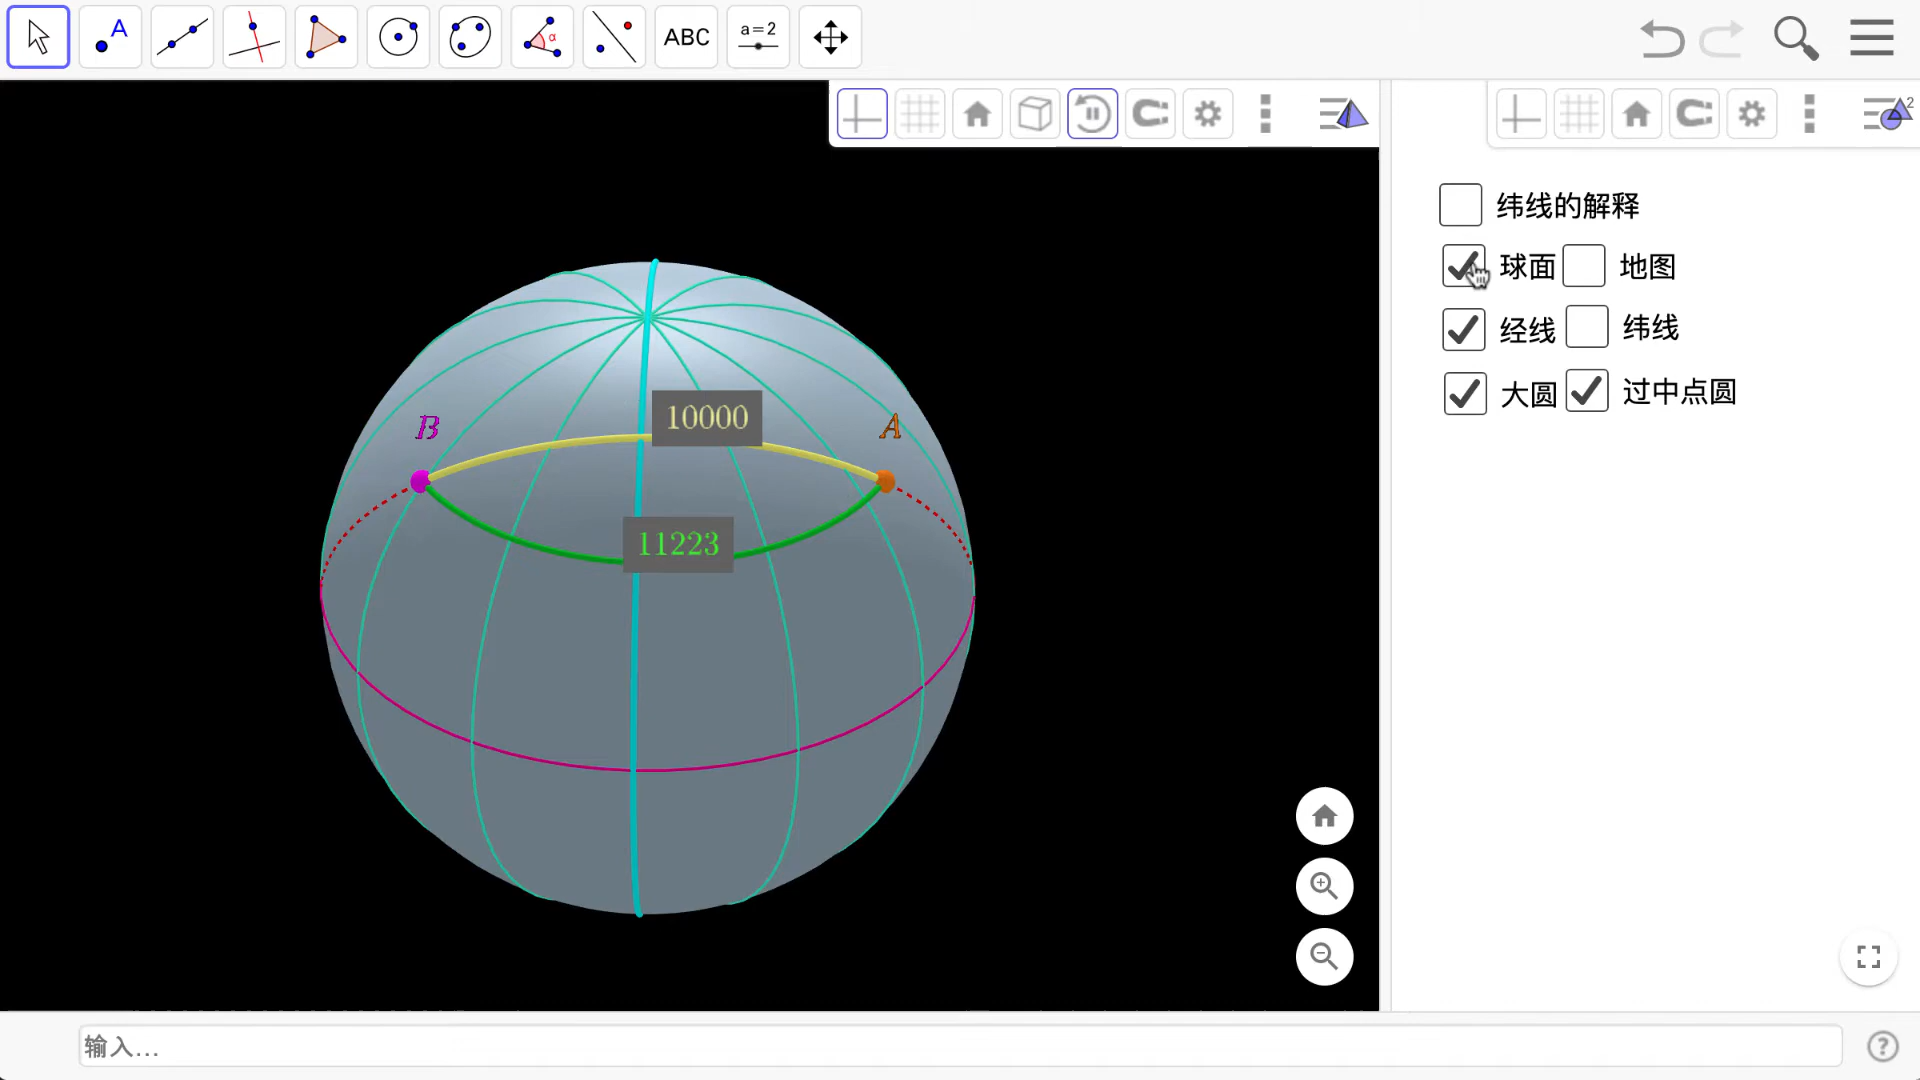 A
α
ABC
a=2
2
纬线的解释
球面 地图
经线 纬线
大圆 过中点圆
10000
B
A
11223
输入...
?